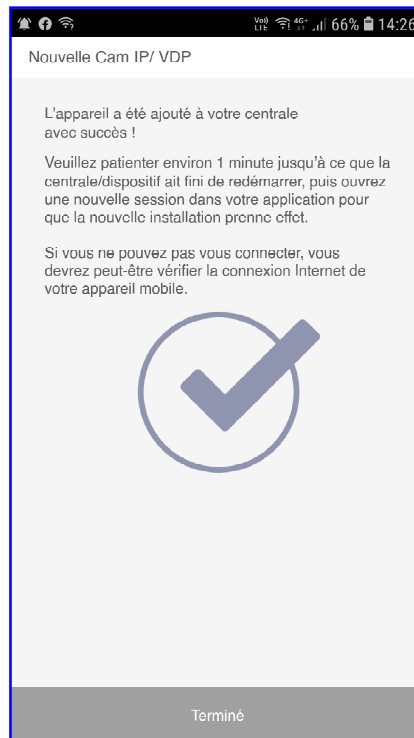 Vo)) LTE 4G+ 66% 14:26
Nouvelle Cam IP/ VDP
L'appareil a été ajouté à votre centrale
avec succès !
Veuillez patienter environ 1 minute jusqu'à ce que la
centrale/dispositif ait fini de redémarrer, puis ouvrez
une nouvelle session dans votre application pour
que la nouvelle installation prenne effet.
Si vous ne pouvez pas vous connecter, vous
devrez peut-être vérifier la connexion Internet de
votre appareil mobile.
Terminé